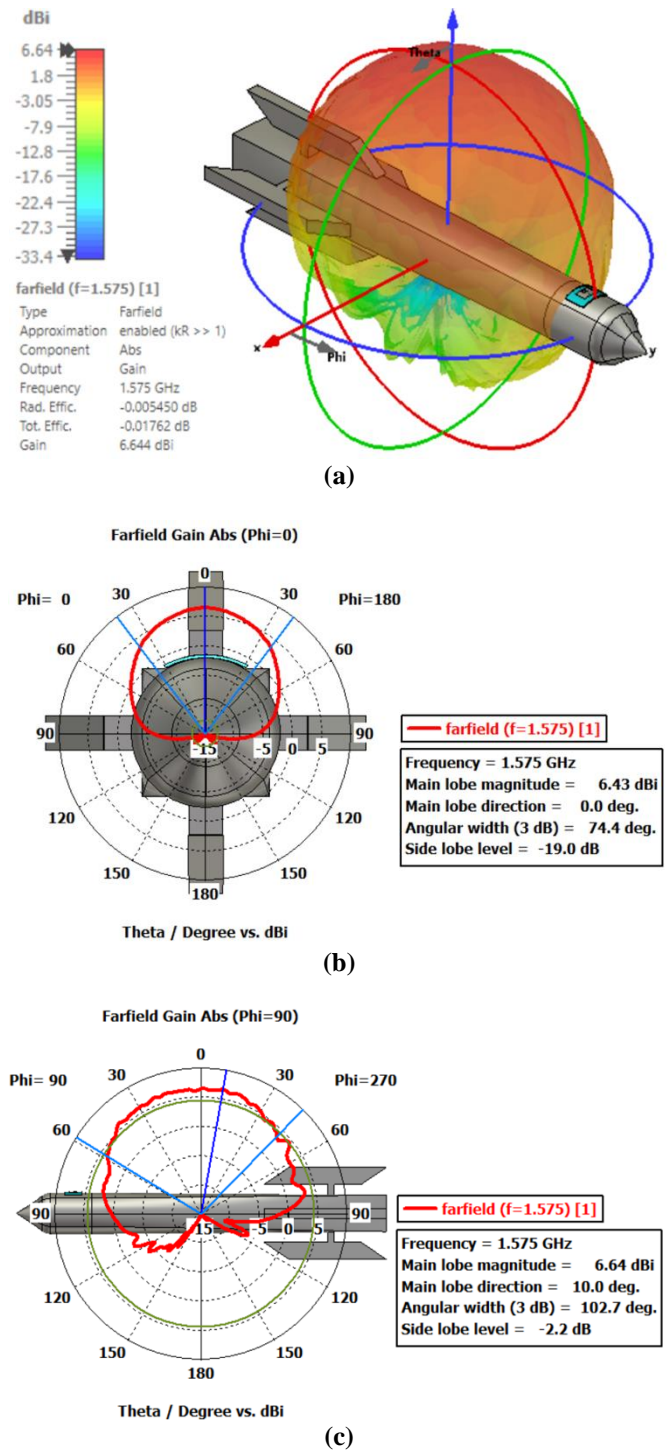 dBi
6.64
1.8
-3.05
-7.9
-12.8
-17.6
-22.4
-27.3
-33.4
Theta
x
Phi
y
farfield (f=1.575) [1]
Type Farfield
Approximation enabled (kR >> 1)
Component Abs
Output Gain
Frequency 1.575 GHz
Rad. Effic. -0.005450 dB
Tot. Effic. -0.01762 dB
Gain 6.644 dBi
(a)
Farfield Gain Abs (Phi=0)
Phi= 0 30 0 30 Phi=180
60 60
90 -15 -5 0 5 90
120 120
150 150
180
Theta / Degree vs. dBi
farfield (f=1.575) [1]
Frequency = 1.575 GHz
Main lobe magnitude = 6.43 dBi
Main lobe direction = 0.0 deg.
Angular width (3 dB) = 74.4 deg.
Side lobe level = -19.0 dB
(b)
Farfield Gain Abs (Phi=90)
Phi= 90 30 0 30 Phi=270
60 60
90 -15 -5 0 5 90
120 120
150 150
180
Theta / Degree vs. dBi
farfield (f=1.575) [1]
Frequency = 1.575 GHz
Main lobe magnitude = 6.64 dBi
Main lobe direction = 10.0 deg.
Angular width (3 dB) = 102.7 deg.
Side lobe level = -2.2 dB
(c)